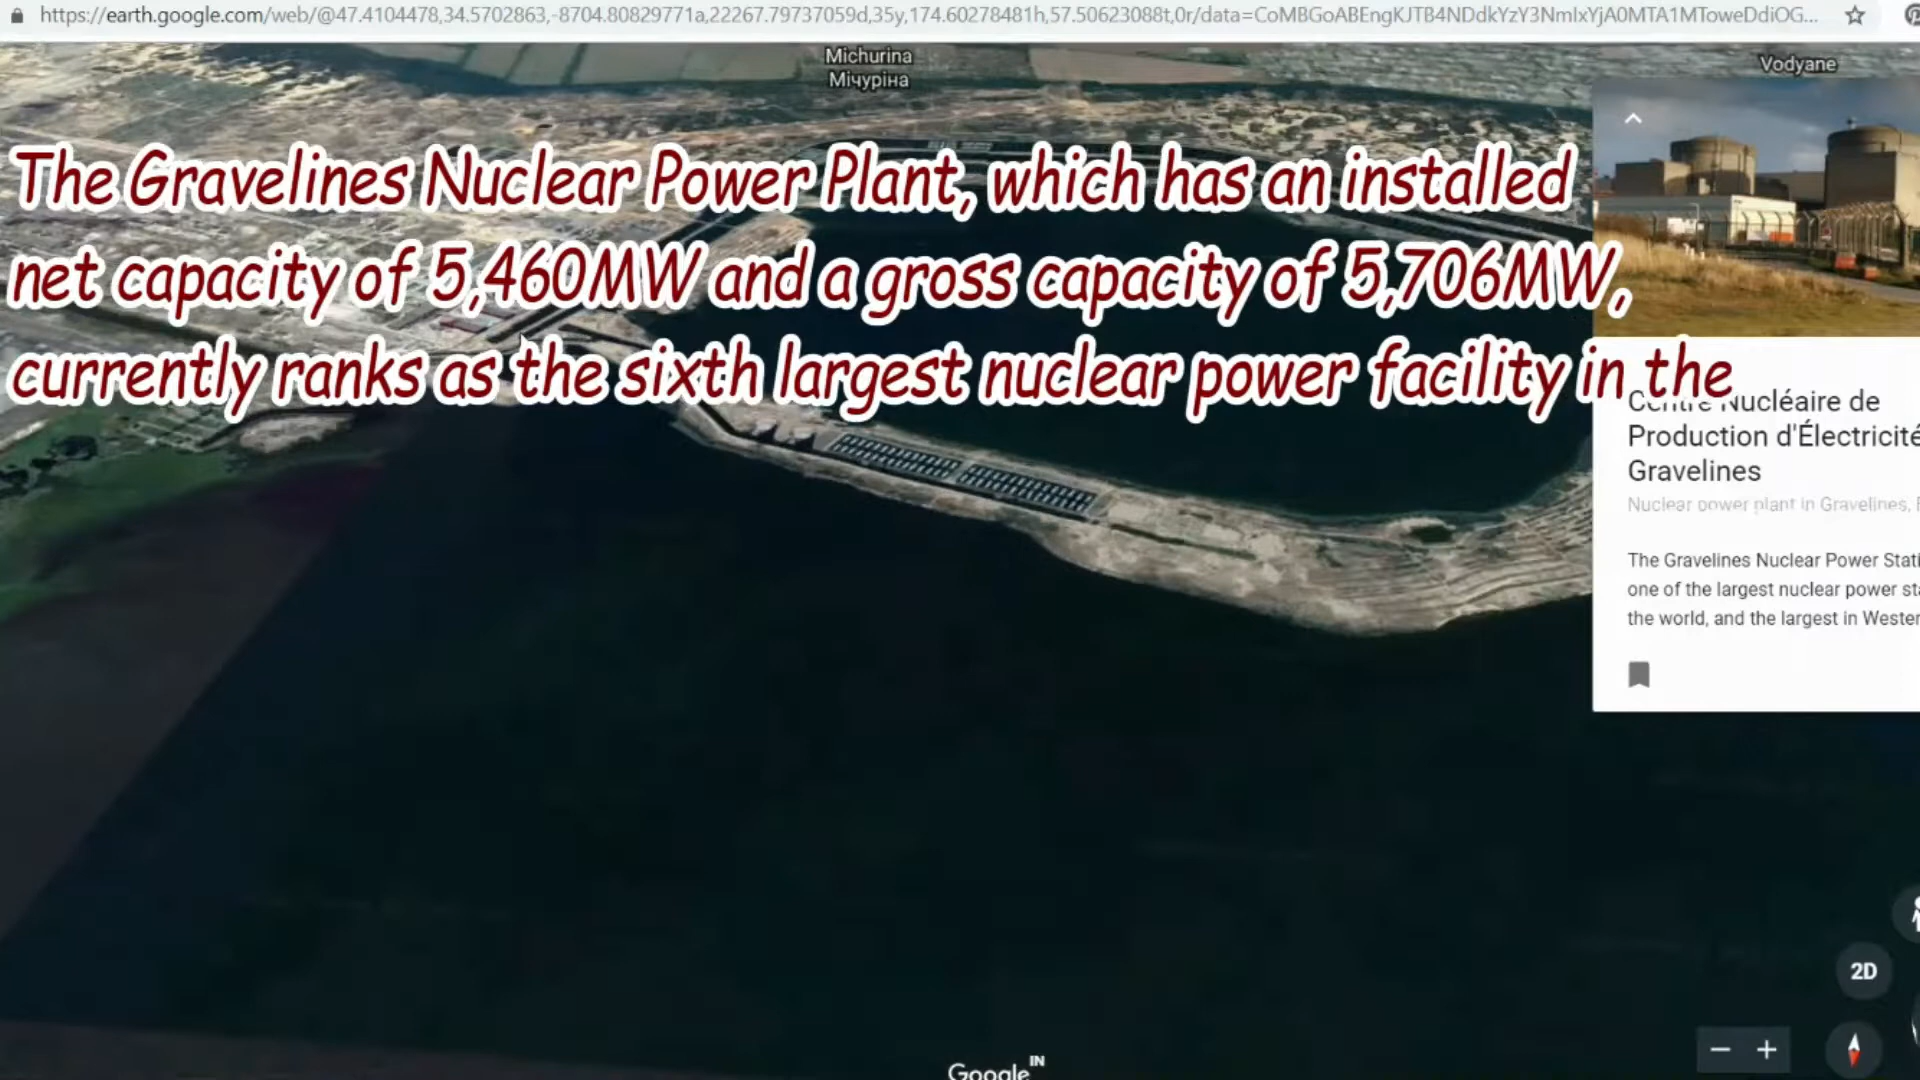 https://earth.google.com/web/@47.4104478,34.5702863,-8704.80829771a,22267.79737059d,35y,174.60278481h,57.50623088t,0r/data=CoMBGoABEngKJTB4NDdkYzY3NmIxYjA0MTA1MToweDdiOG...
Michurina
Мічуріна
Vodyane
The Gravelines Nuclear Power Plant, which has an installed
net capacity of 5,460MW and a gross capacity of 5,706MW,
currently ranks as the sixth largest nuclear power facility in the
Centre Nucléaire de
Production d'Électricité
Gravelines
Nuclear power plant in Gravelines,
The Gravelines Nuclear Power Stati
one of the largest nuclear power sta
the world, and the largest in Wester
2D
Google IN